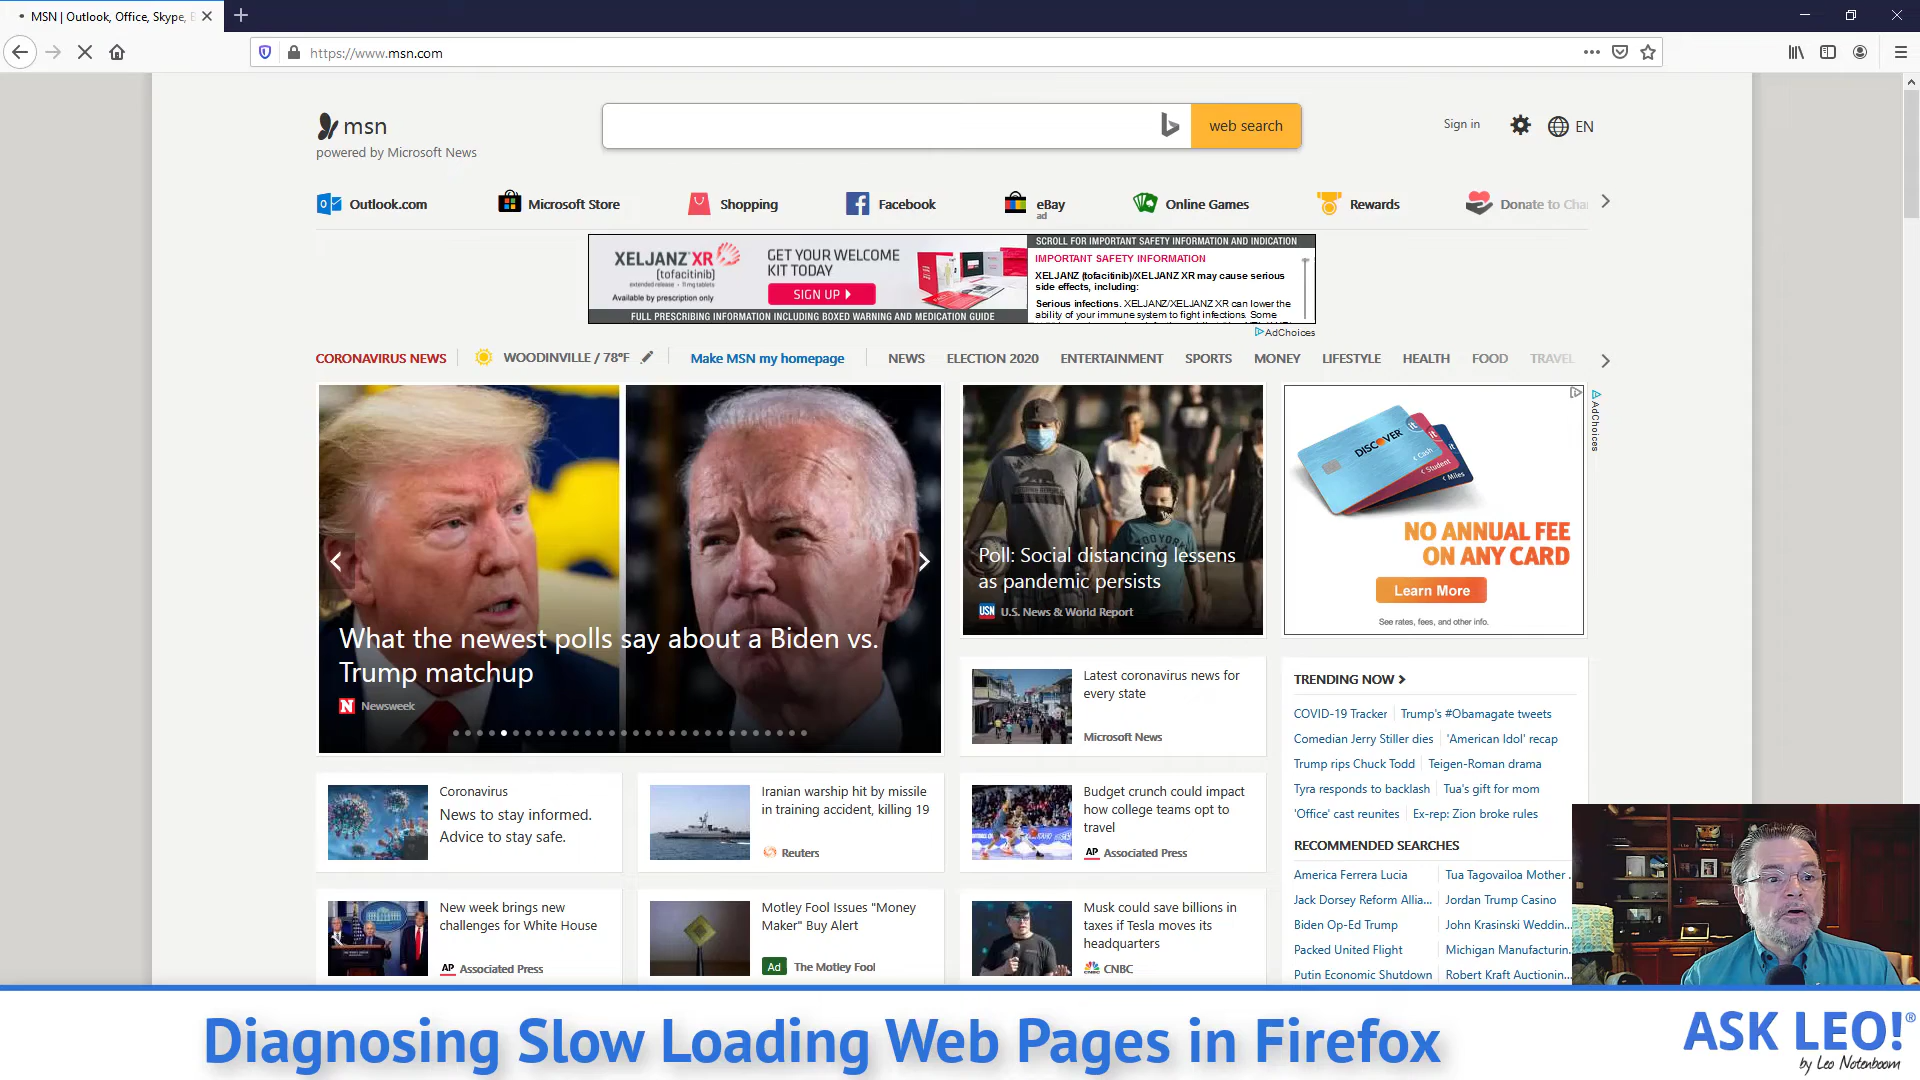 MSN | Outlook, Office, Skype,
https://www.msn.com
msn
powered by Microsoft News
web search
Sign in
EN
Outlook.com
Microsoft Store
Shopping
Facebook
eBay
ad
Online Games
Rewards
Donate to Cha
XELJANZ XR
(tofacitinib)
extended release · 11 mg tablets
Available by prescription only
GET YOUR WELCOME
KIT TODAY
SIGN UP
FULL PRESCRIBING INFORMATION INCLUDING BOXED WARNING AND MEDICATION GUIDE
SCROLL FOR IMPORTANT SAFETY INFORMATION AND INDICATION
IMPORTANT SAFETY INFORMATION
XELJANZ (tofacitinib)/XELJANZ XR may cause serious
side effects, including:
Serious infections. XELJANZ/XELJANZ XR can lower the
ability of your immune system to fight infections. Some
AdChoices
CORONAVIRUS NEWS
WOODINVILLE / 78°F
Make MSN my homepage
NEWS
ELECTION 2020
ENTERTAINMENT
SPORTS
MONEY
LIFESTYLE
HEALTH
FOOD
TRAVEL
What the newest polls say about a Biden vs.
Trump matchup
N Newsweek
Poll: Social distancing lessens
as pandemic persists
USN U.S. News & World Report
DISCOVER
it
Cash
it
Student
it
Miles
NO ANNUAL FEE
ON ANY CARD
Learn More
See rates, fees, and other info.
AdChoices
Latest coronavirus news for
every state
Microsoft News
TRENDING NOW
COVID-19 Tracker
Trump's #Obamagate tweets
Comedian Jerry Stiller dies
'American Idol' recap
Trump rips Chuck Todd
Teigen-Roman drama
Tyra responds to backlash
Tua's gift for mom
'Office' cast reunites
Ex-rep: Zion broke rules
Coronavirus
News to stay informed.
Advice to stay safe.
Iranian warship hit by missile
in training accident, killing 19
Reuters
Budget crunch could impact
how college teams opt to
travel
AP Associated Press
RECOMMENDED SEARCHES
America Ferrera Lucia
Tua Tagovailoa Mother
Jack Dorsey Reform Allia...
Jordan Trump Casino
Biden Op-Ed Trump
John Krasinski Weddin...
Packed United Flight
Michigan Manufacturin...
Putin Economic Shutdown
Robert Kraft Auctionin...
New week brings new
challenges for White House
AP Associated Press
Motley Fool Issues "Money
Maker" Buy Alert
Ad The Motley Fool
Musk could save billions in
taxes if Tesla moves its
headquarters
CNBC
Diagnosing Slow Loading Web Pages in Firefox
ASK LEO!®
by Leo Notenboom